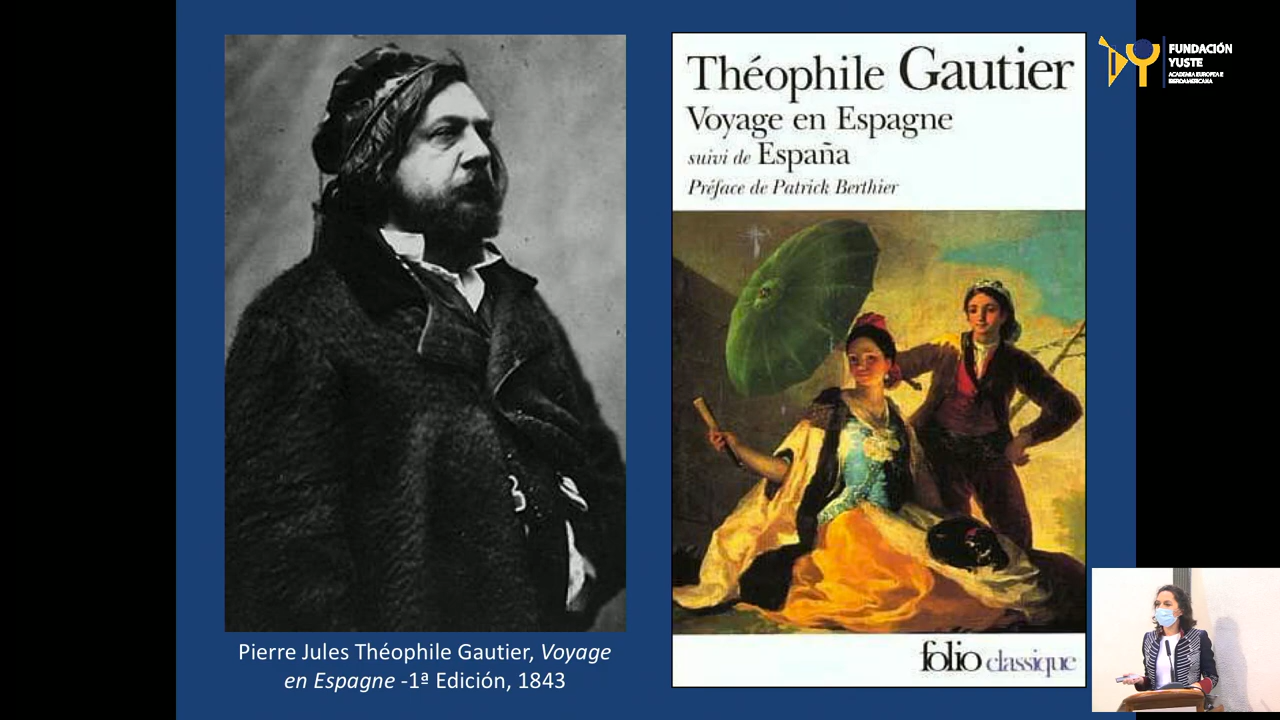 Théophile Gautier
Voyage en Espagne
suivi de España
Préface de Patrick Berthier
folio classique
Pierre Jules Théophile Gautier, Voyage
en Espagne -1ª Edición, 1843
FUNDACIÓN
YUSTE
ACADEMIA EUROPEA E
IBEROAMERICANA